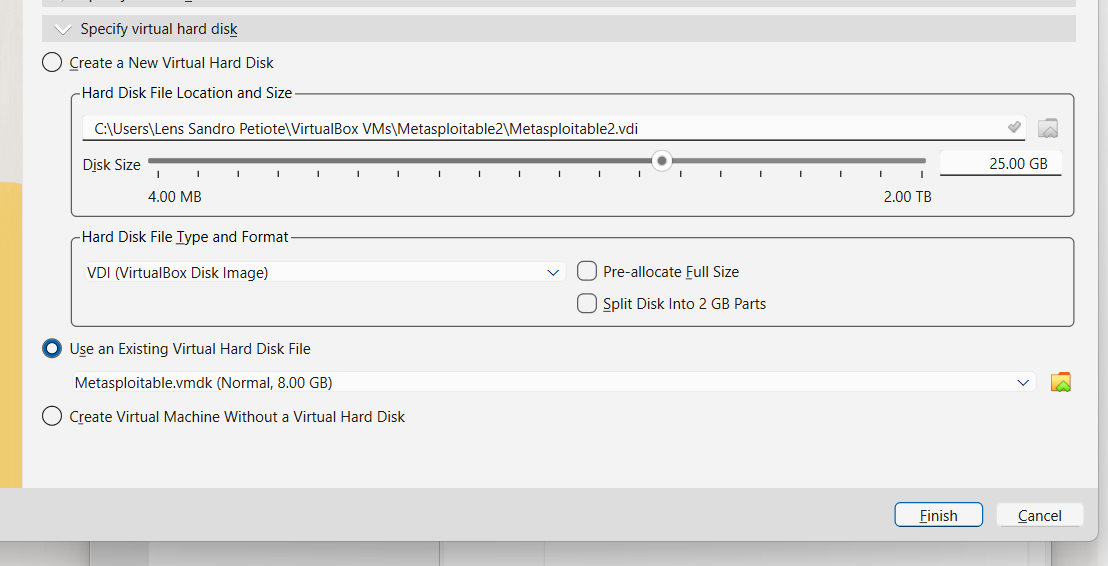 Specify virtual hard disk
Create a New Virtual Hard Disk
Hard Disk File Location and Size
C:\Users\Lens Sandro Petiote\VirtualBox VMs\Metasploitable2\Metasploitable2.vdi
Disk Size
25.00 GB
4.00 MB
2.00 TB
Hard Disk File Type and Format
VDI (VirtualBox Disk Image)
Pre-allocate Full Size
Split Disk Into 2 GB Parts
Use an Existing Virtual Hard Disk File
Metasploitable.vmdk (Normal, 8.00 GB)
Create Virtual Machine Without a Virtual Hard Disk
Finish
Cancel